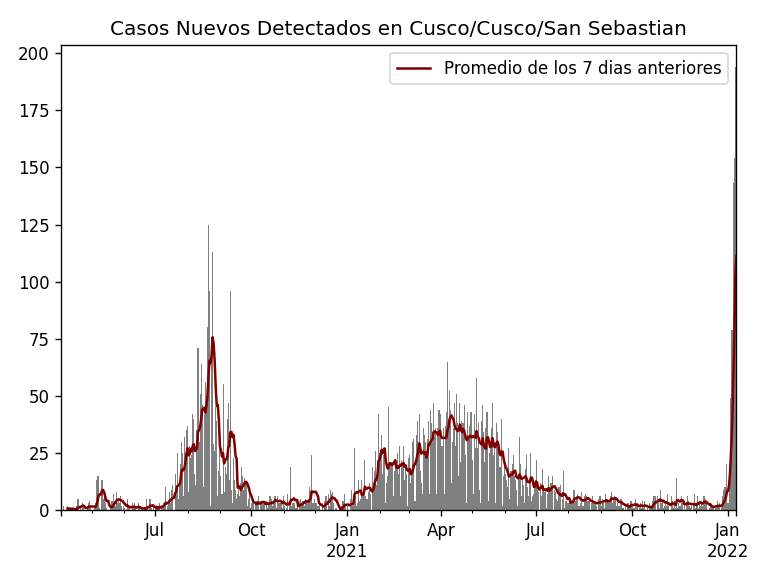 Casos Nuevos Detectados en Cusco/Cusco/San Sebastian
Promedio de los 7 dias anteriores
200
175
150
125
100
75
50
25
0
Jul
Oct
Jan
2021
Apr
Jul
Oct
Jan
2022